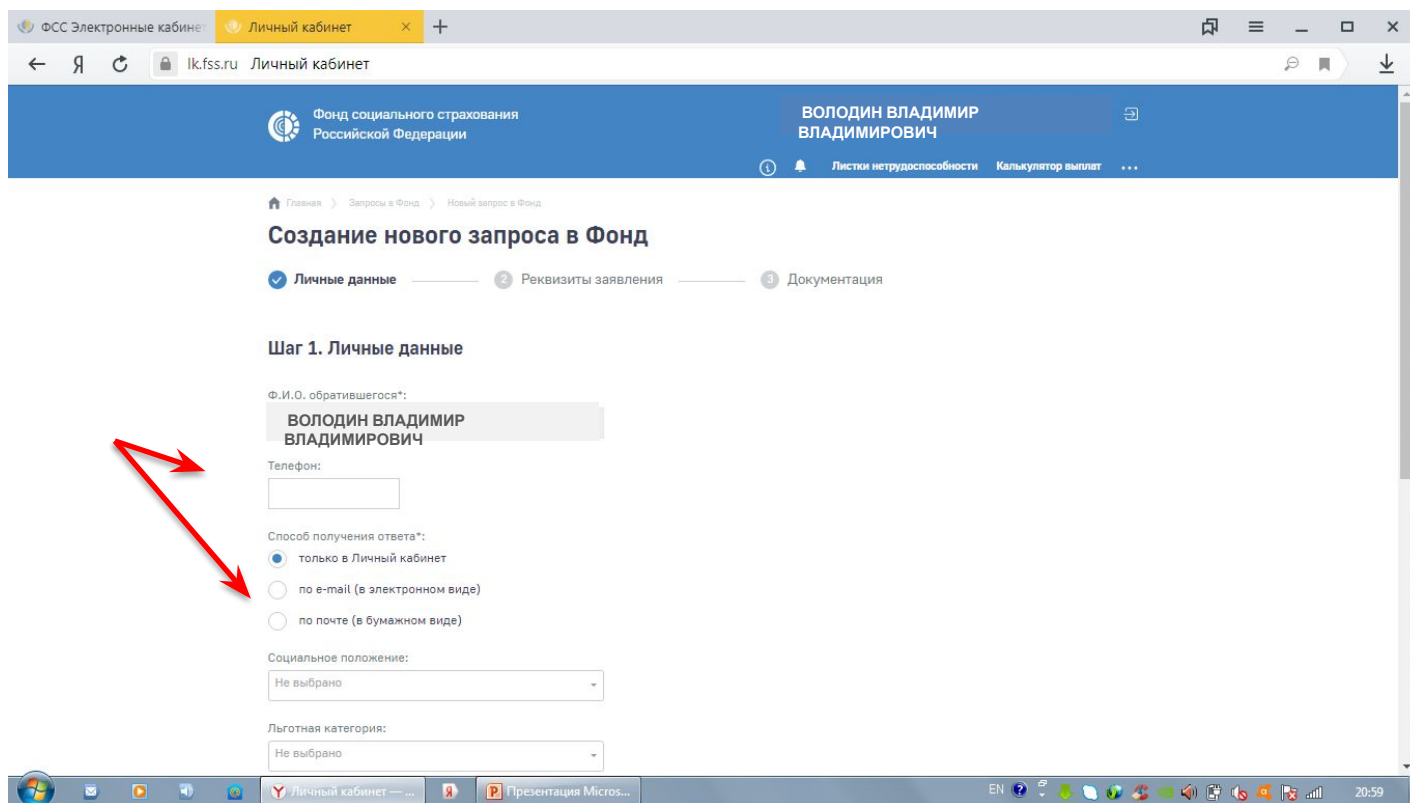 ФСС Электронные кабинет
Личный кабинет
lk.fss.ru Личный кабинет
Фонд социального страхования
Российской Федерации
ВОЛОДИН ВЛАДИМИР
ВЛАДИМИРОВИЧ
Листки нетрудоспособности Калькулятор выплат ...
Главная > Запросы в Фонд > Новый запрос в Фонд
Создание нового запроса в Фонд
Личные данные 2 Реквизиты заявления 3 Документация
Шаг 1. Личные данные
Ф.И.О. обратившегося*:
ВОЛОДИН ВЛАДИМИР
ВЛАДИМИРОВИЧ
Телефон:
Способ получения ответа*:
только в Личный кабинет
по e-mail (в электронном виде)
по почте (в бумажном виде)
Социальное положение:
Не выбрано
Льготная категория:
Не выбрано
Личный кабинет — ... Я Презентация Micros... EN 20:59